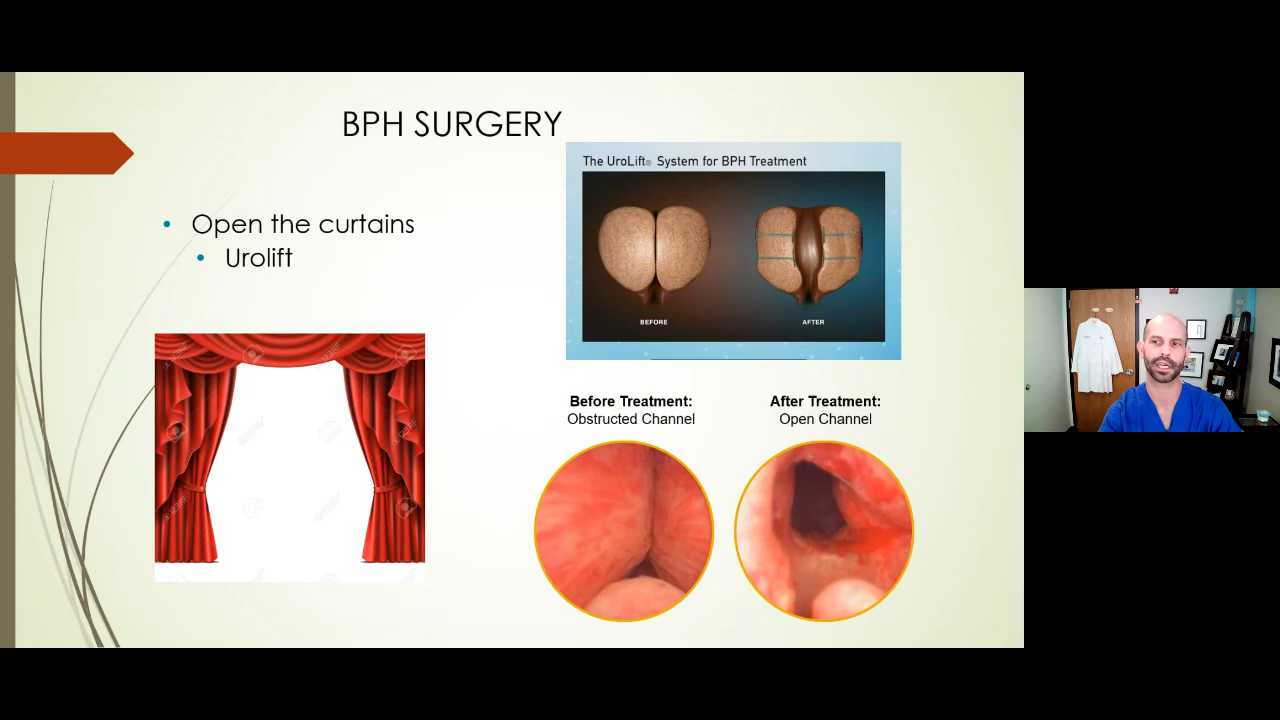 BPH SURGERY
Open the curtains
Urolift
The UroLift® System for BPH Treatment
BEFORE
AFTER
Before Treatment:
Obstructed Channel
After Treatment:
Open Channel